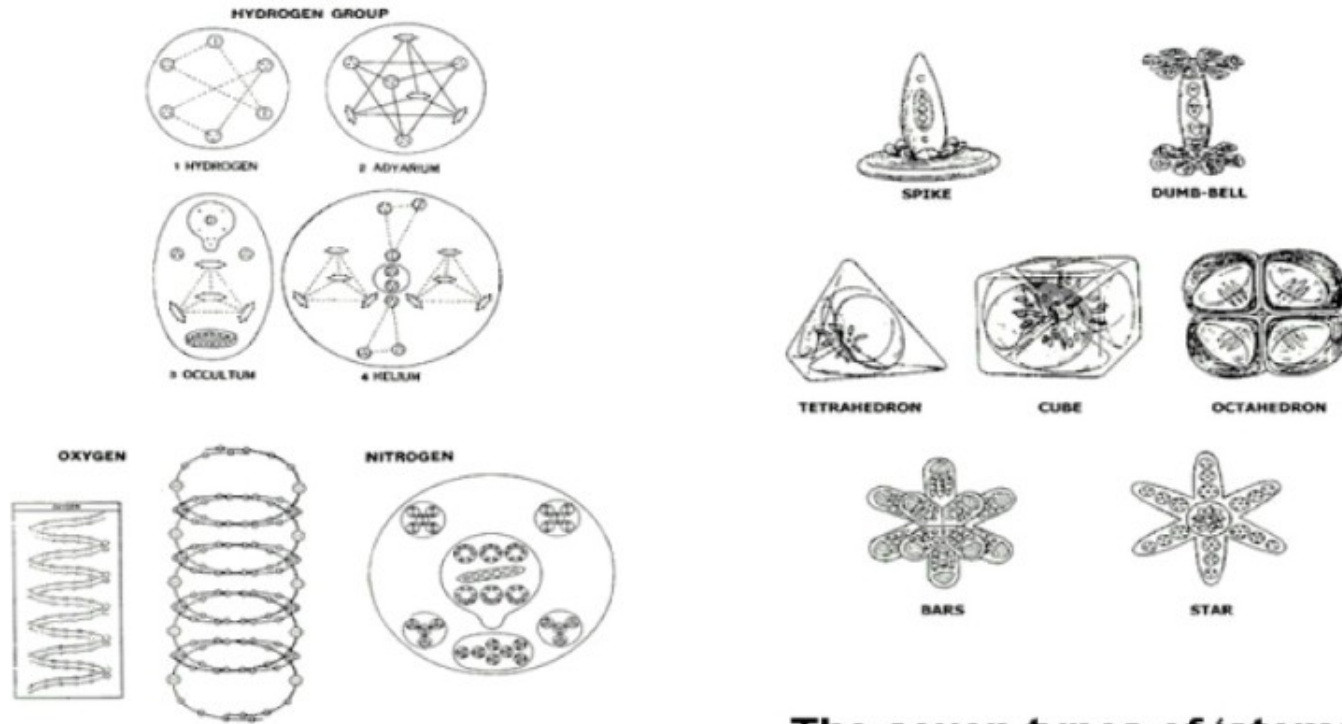 HYDROGEN GROUP
1 HYDROGEN
2 ADYARIUM
3 OCCULTUM
4 HELIUM
OXYGEN
NITROGEN
SPIKE
DUMB-BELL
TETRAHEDRON
CUBE
OCTAHEDRON
BARS
STAR